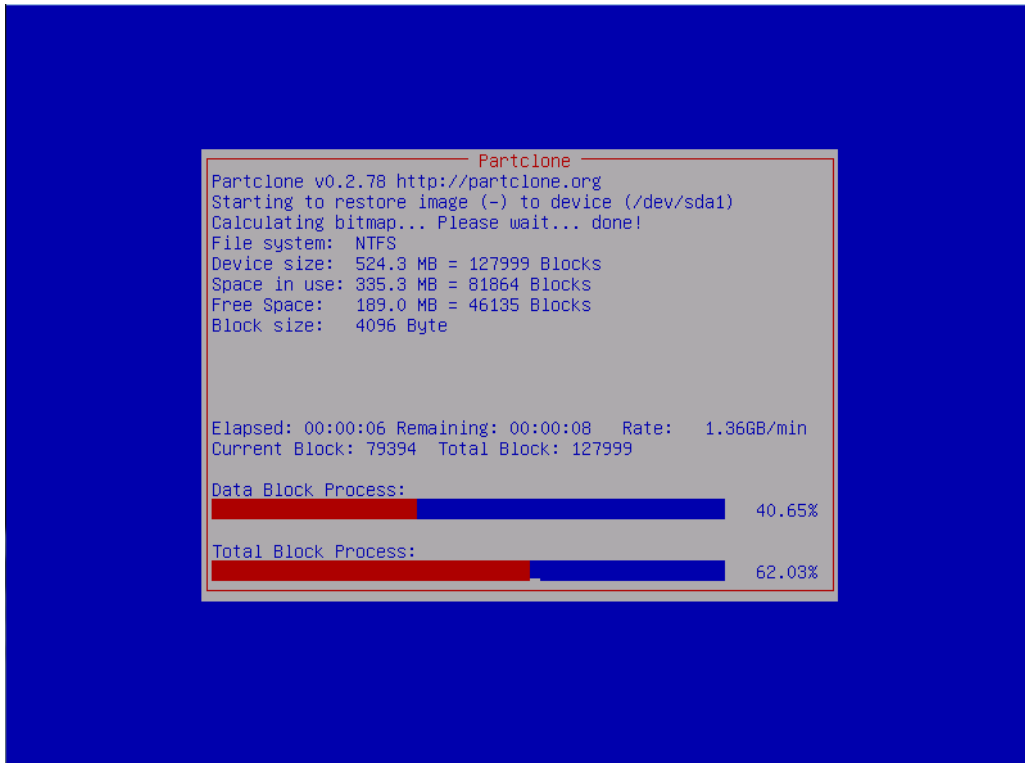 Partclone
Partclone v0.2.78 http://partclone.org
Starting to restore image (-) to device (/dev/sda1)
Calculating bitmap... Please wait... done!
File system:  NTFS
Device size:  524.3 MB = 127999 Blocks
Space in use: 335.3 MB = 81864 Blocks
Free Space:   189.0 MB = 46135 Blocks
Block size:   4096 Byte
Elapsed: 00:00:06 Remaining: 00:00:08   Rate:   1.36GB/min
Current Block: 79394  Total Block: 127999
Data Block Process:
40.65%
Total Block Process:
62.03%